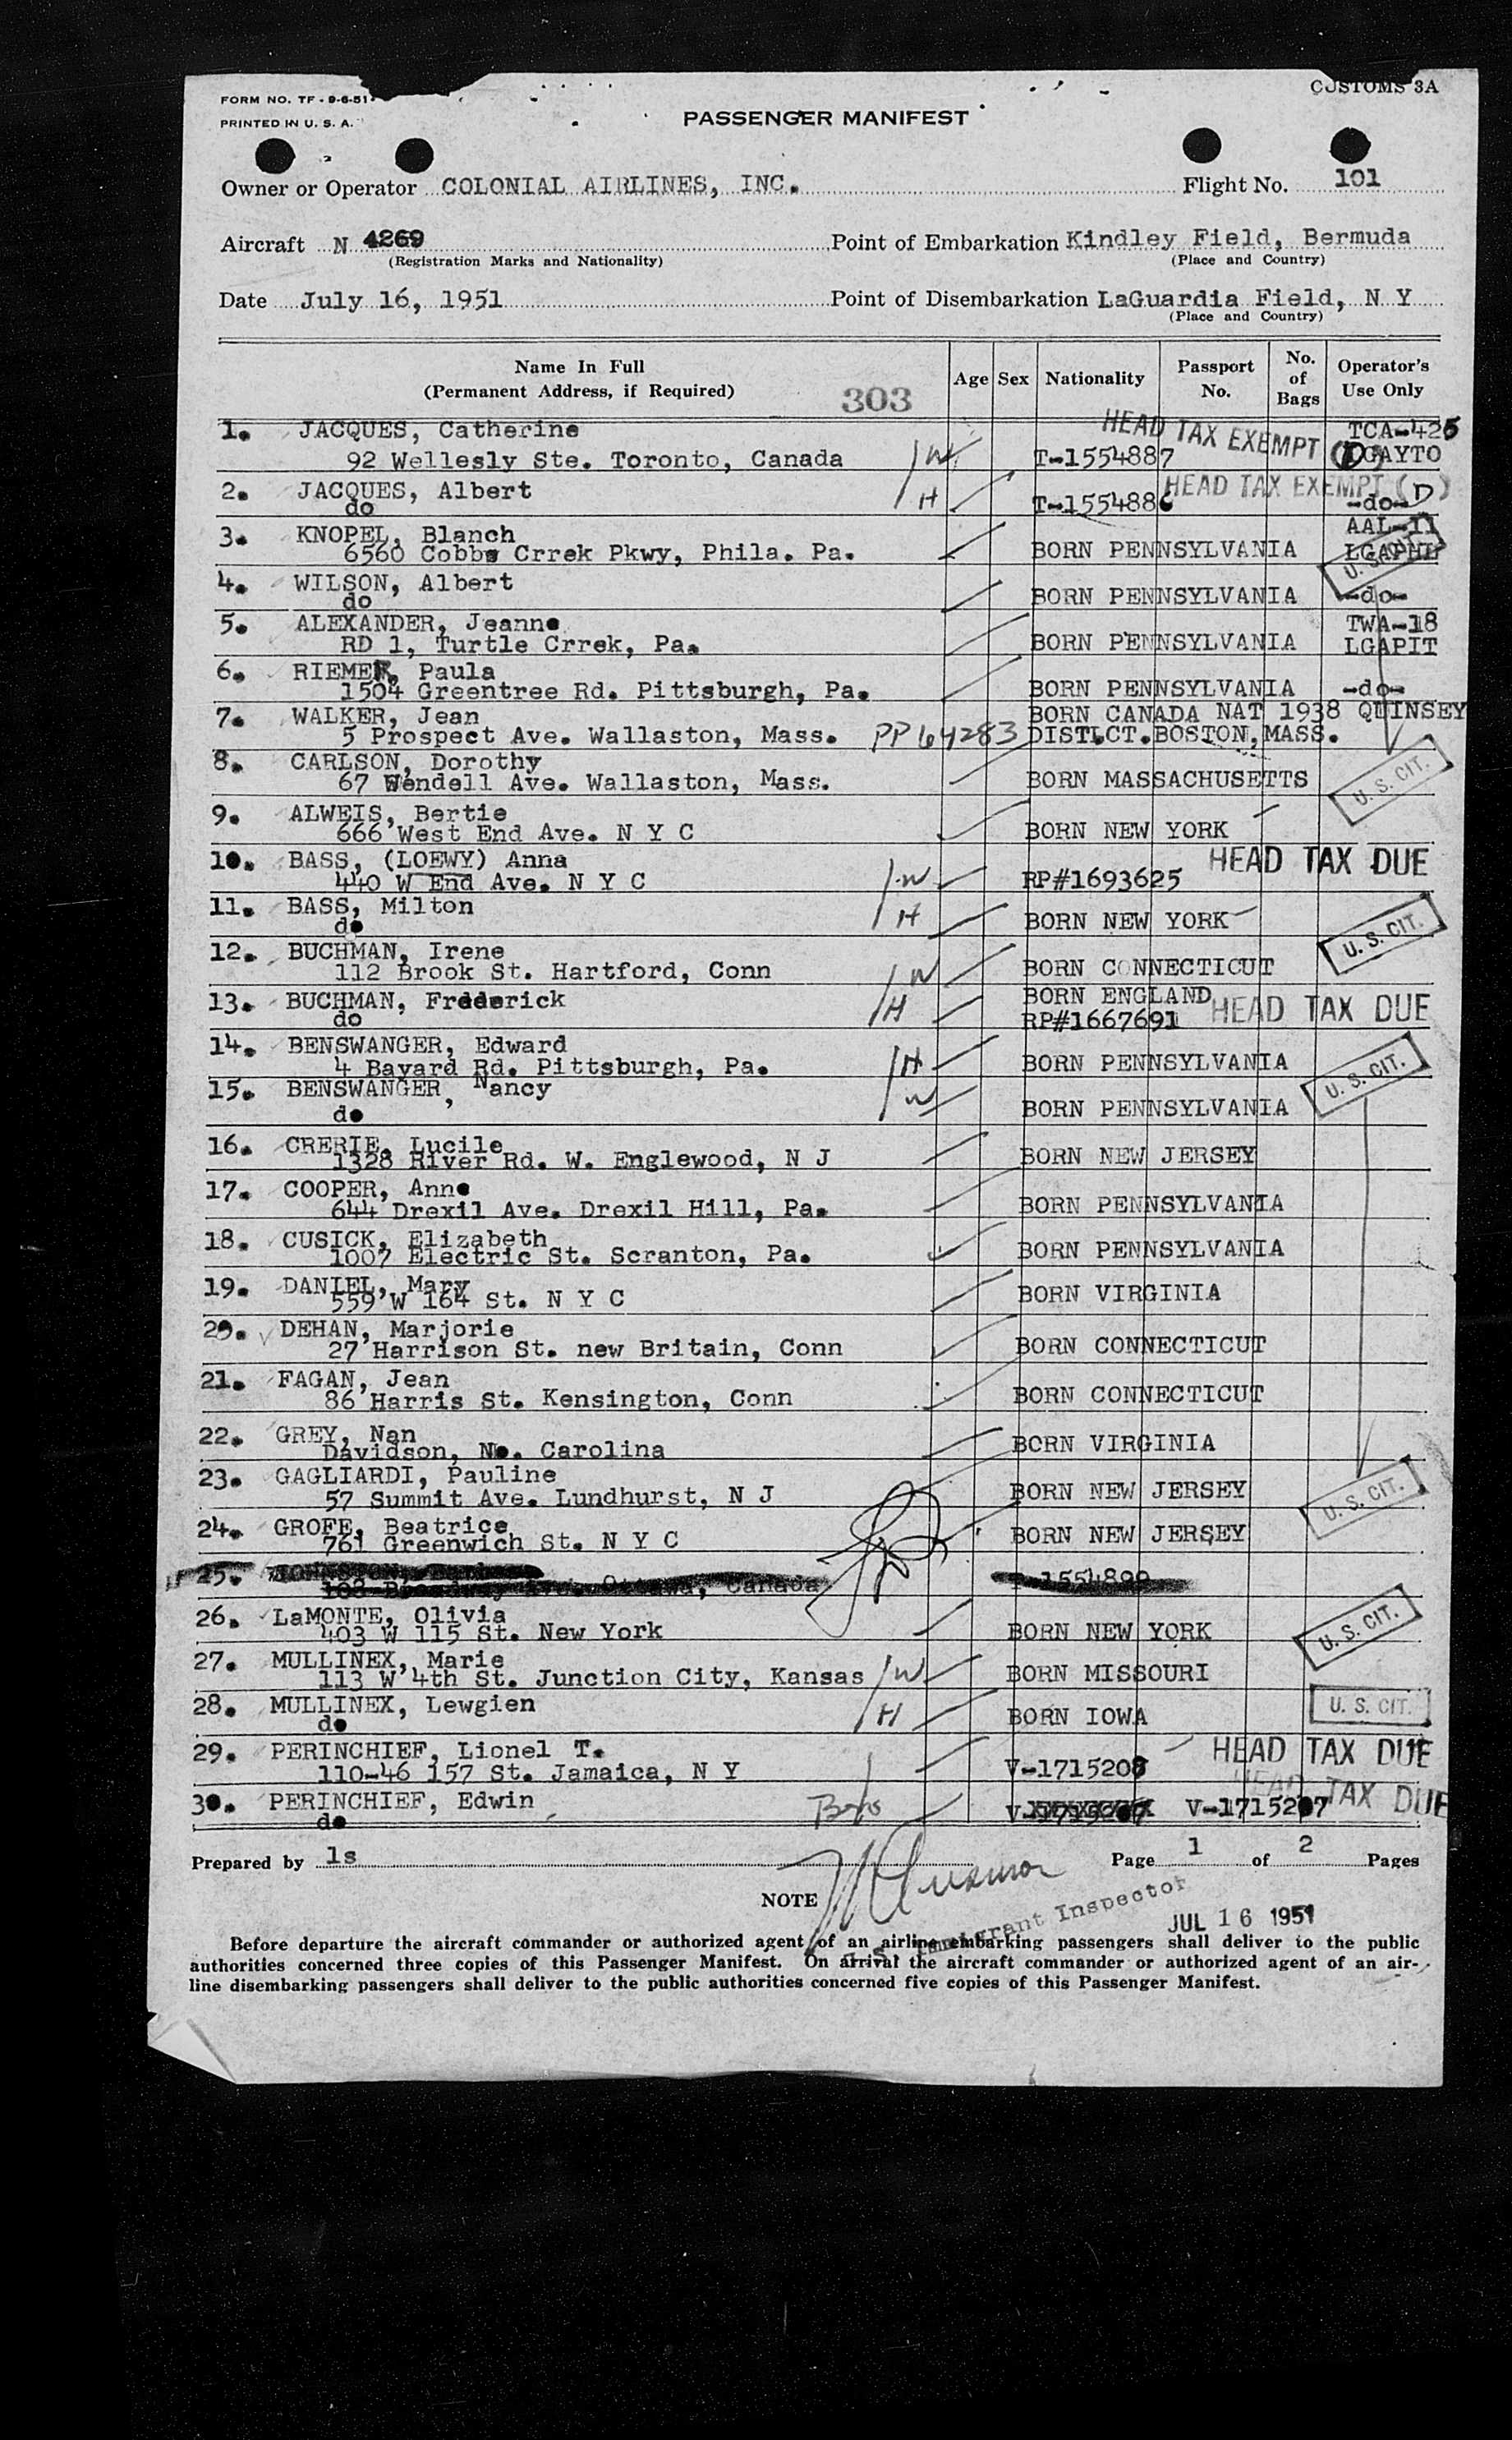 FORM NO. TF - 9-6-51
CUSTOMS 3A
PRINTED IN U. S. A.
PASSENGER MANIFEST
Owner or Operator COLONIAL AIRLINES, INC. Flight No. 101
Aircraft N 4269 Point of Embarkation Kindley Field, Bermuda
(Registration Marks and Nationality) (Place and Country)
Date July 16, 1951 Point of Disembarkation LaGuardia Field, N Y
(Place and Country)
Name In Full
(Permanent Address, if Required)
303
Age Sex Nationality Passport No. No. of Bags Operator's Use Only
HEAD TAX EXEMPT (D)
1. JACQUES, Catherine TCA-425
92 Wellesly Ste. Toronto, Canada W T-1554887 LGAYTO
2. JACQUES, Albert HEAD TAX EXEMPT (D)
do H T-1554886 -do-
3. KNOPEL, Blanch AAL-11
6560 Cobbs Crrek Pkwy, Phila. Pa. BORN PENNSYLVANIA LGAPHL
U. S. CIT.
4. WILSON, Albert
do BORN PENNSYLVANIA -do-
5. ALEXANDER, Jeanne TWA-18
RD 1, Turtle Crrek, Pa. BORN PENNSYLVANIA LGAPIT
6. RIEMER, Paula
1504 Greentree Rd. Pittsburgh, Pa. BORN PENNSYLVANIA -do-
7. WALKER, Jean BORN CANADA NAT 1938 QUINSEY
5 Prospect Ave. Wallaston, Mass. PP 64283 DIST.CT.BOSTON,MASS.
8. CARLSON, Dorothy
67 Wendell Ave. Wallaston, Mass. BORN MASSACHUSETTS U. S. CIT.
9. ALWEIS, Bertie
666 West End Ave. N Y C BORN NEW YORK
10. BASS, (LOEWY) Anna HEAD TAX DUE
440 W End Ave. N Y C W RP#1693625
11. BASS, Milton
do H BORN NEW YORK U. S. CIT.
12. BUCHMAN, Irene
112 Brook St. Hartford, Conn W BORN CONNECTICUT
13. BUCHMAN, Frederick BORN ENGLAND HEAD TAX DUE
do H RP#1667691
14. BENSWANGER, Edward
4 Bayard Rd. Pittsburgh, Pa. H BORN PENNSYLVANIA U. S. CIT.
15. BENSWANGER, Nancy
do W BORN PENNSYLVANIA
16. CRERIE, Lucile
1328 River Rd. W. Englewood, N J BORN NEW JERSEY
17. COOPER, Anne
644 Drexil Ave. Drexil Hill, Pa. BORN PENNSYLVANIA
18. CUSICK, Elizabeth
1007 Electric St. Scranton, Pa. BORN PENNSYLVANIA
19. DANIEL, Mary
559 W 164 St. N Y C BORN VIRGINIA
20. DEHAN, Marjorie
27 Harrison St. new Britain, Conn BORN CONNECTICUT
21. FAGAN, Jean
86 Harris St. Kensington, Conn BORN CONNECTICUT
22. GREY, Nan
Davidson, No. Carolina BORN VIRGINIA
23. GAGLIARDI, Pauline
57 Summit Ave. Lundhurst, N J BORN NEW JERSEY U. S. CIT.
24. GROFE, Beatrice
761 Greenwich St. N Y C BORN NEW JERSEY
25. JOHNSTON,
Ottawa, Canada
26. LaMONTE, Olivia
403 W 115 St. New York BORN NEW YORK U. S. CIT.
27. MULLINEX, Marie
113 W 4th St. Junction City, Kansas W BORN MISSOURI
28. MULLINEX, Lewgien
do H BORN IOWA U. S. CIT.
29. PERINCHIEF, Lionel T. HEAD TAX DUE
110-46 157 St. Jamaica, N Y V-1715208
30. PERINCHIEF, Edwin Bros V-1715207 HEAD TAX DUE
do
Prepared by ls Page 1 of 2 Pages
NOTE
Immigrant Inspector
JUL 16 1951
Before departure the aircraft commander or authorized agent of an airline embarking passengers shall deliver to the public
authorities concerned three copies of this Passenger Manifest. On arrival the aircraft commander or authorized agent of an air-
line disembarking passengers shall deliver to the public authorities concerned five copies of this Passenger Manifest.